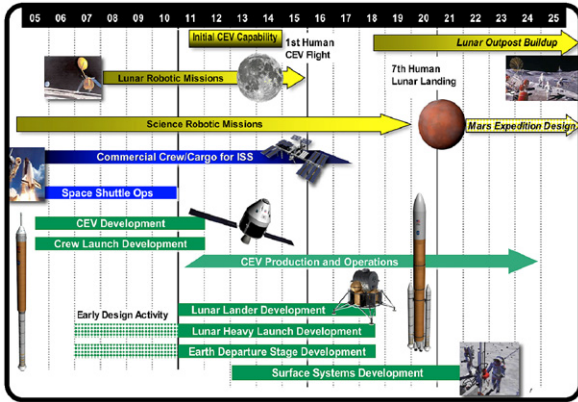 05 06 07 08 09 10 11 12 13 14 15 16 17 18 20 21 22 23 24 25
Initial CEV Capability
1st Human
CEV Flight
Lunar Outpost Buildup
Lunar Robotic Missions
7th Human
Lunar Landing
Science Robotic Missions
Mars Expedition Design
Commercial Crew/Cargo for ISS
Space Shuttle Ops
CEV Development
Crew Launch Development
CEV Production and Operations
Early Design Activity
Lunar Lander Development
Lunar Heavy Launch Development
Earth Departure Stage Development
Surface Systems Development